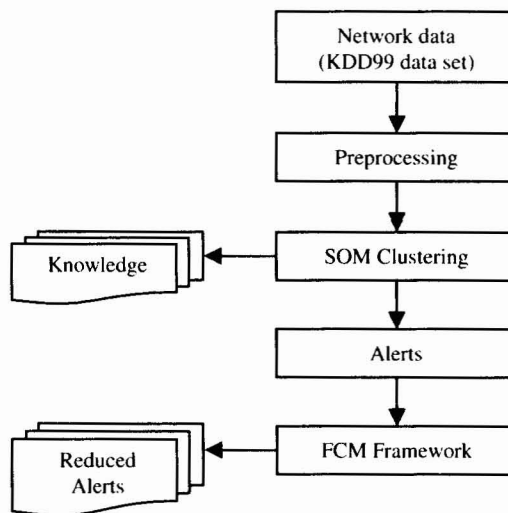 Network data
(KDD99 data set)
Preprocessing
SOM Clustering
Knowledge
Alerts
FCM Framework
Reduced
Alerts